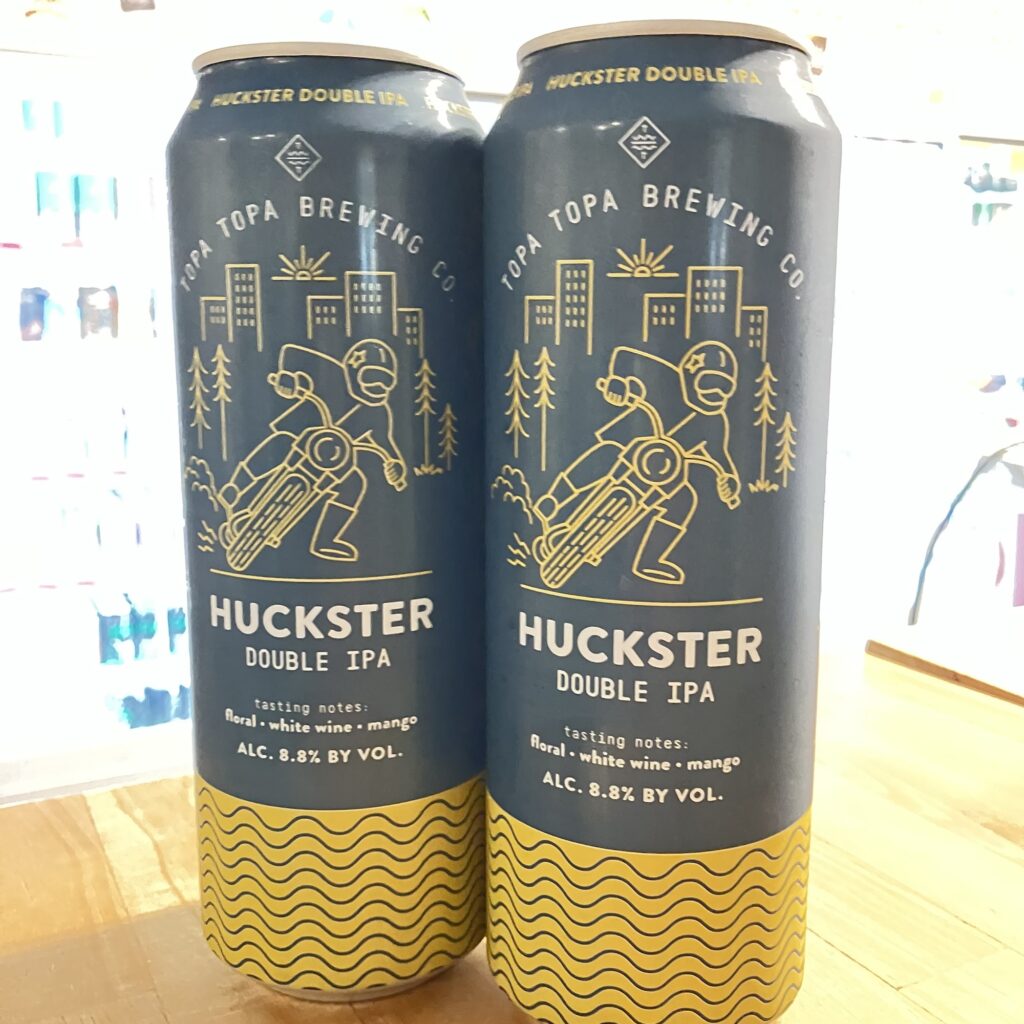 HUCKSTER DOUBLE IPA
TOPA TOPA BREWING CO.
HUCKSTER
DOUBLE IPA
tasting notes:
floral • white wine • mango
ALC. 8.8% BY VOL.
IPA HUCKSTER DOUBLE IPA
TOPA TOPA BREWING CO.
HUCKSTER
DOUBLE IPA
tasting notes:
floral • white wine • mango
ALC. 8.8% BY VOL.